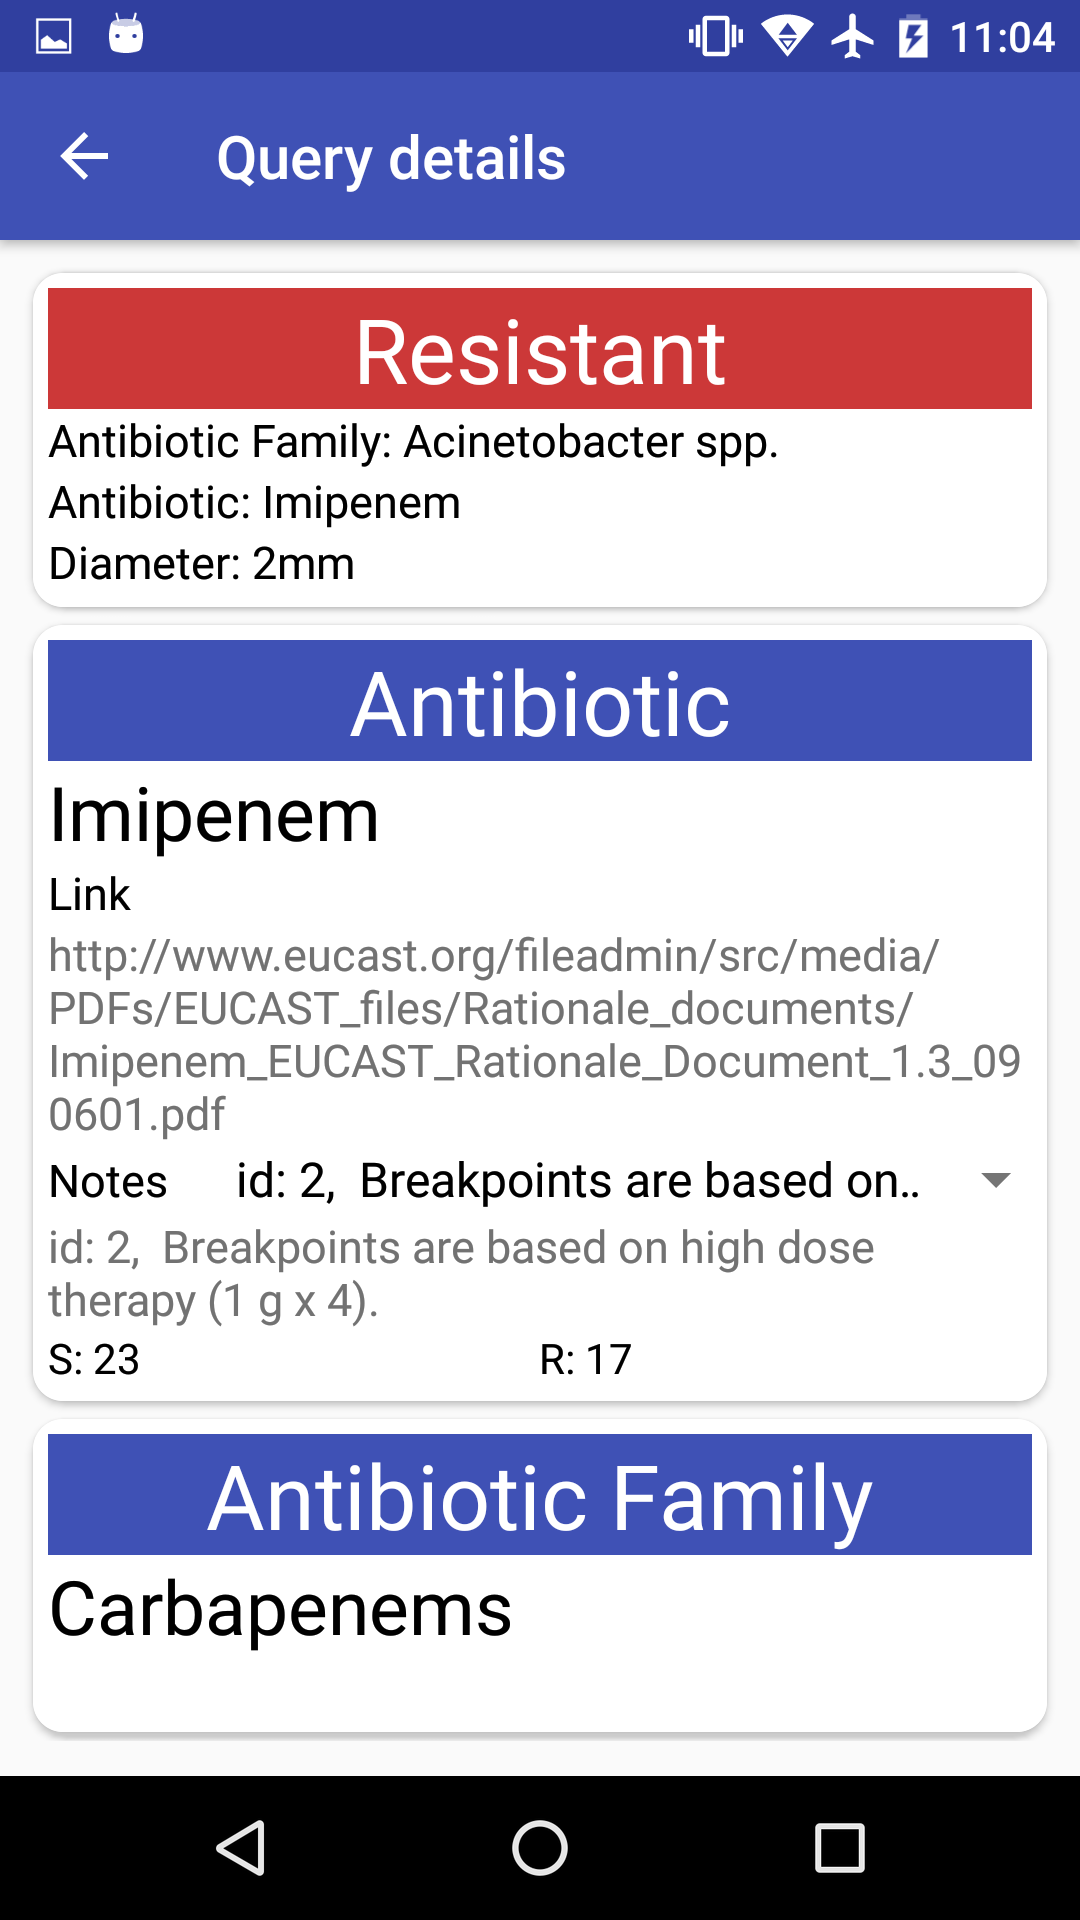 11:04
Query details
Resistant
Antibiotic Family: Acinetobacter spp.
Antibiotic: Imipenem
Diameter: 2mm
Antibiotic
Imipenem
Link
http://www.eucast.org/fileadmin/src/media/
PDFs/EUCAST_files/Rationale_documents/
Imipenem_EUCAST_Rationale_Document_1.3_09
0601.pdf
Notes id: 2,  Breakpoints are based on..
id: 2,  Breakpoints are based on high dose
therapy (1 g x 4).
S: 23 R: 17
Antibiotic Family
Carbapenems